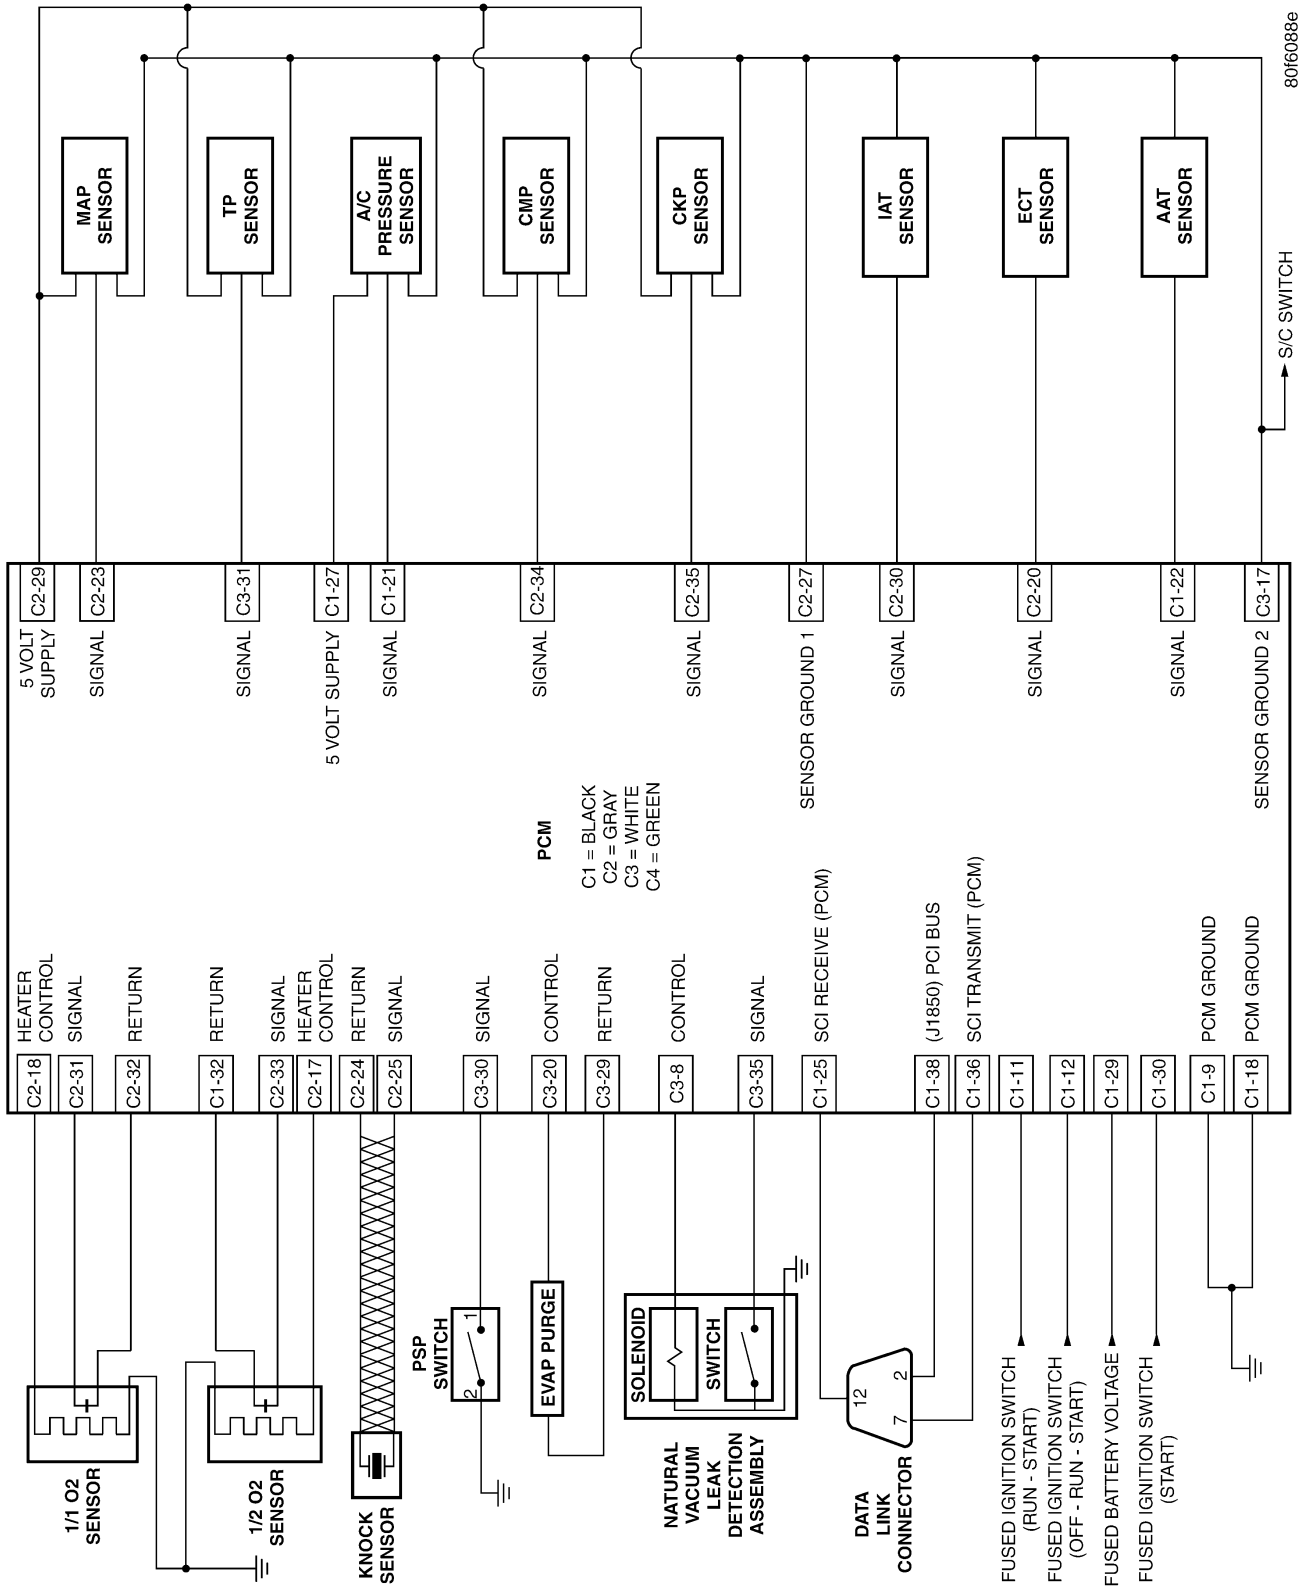 80f6088e
MAP
SENSOR
TP
SENSOR
A/C
PRESSURE
SENSOR
CMP
SENSOR
CKP
SENSOR
IAT
SENSOR
ECT
SENSOR
AAT
SENSOR
S/C SWITCH
C2-29
C2-23
C3-31
C1-27
C1-21
C2-34
C2-35
C2-27
C2-30
C2-20
C1-22
C3-17
5 VOLT
SUPPLY
SIGNAL
SIGNAL
5 VOLT SUPPLY
SIGNAL
SIGNAL
SIGNAL
SENSOR GROUND 1
SIGNAL
SIGNAL
SIGNAL
SENSOR GROUND 2
PCM
C1 = BLACK
C2 = GRAY
C3 = WHITE
C4 = GREEN
HEATER
CONTROL
SIGNAL
RETURN
RETURN
SIGNAL
HEATER
CONTROL
RETURN
SIGNAL
SIGNAL
CONTROL
RETURN
CONTROL
SIGNAL
SCI RECEIVE (PCM)
(J1850) PCI BUS
SCI TRANSMIT (PCM)
PCM GROUND
PCM GROUND
C2-18
C2-31
C2-32
C1-32
C2-33
C2-17
C2-24
C2-25
C3-30
C3-20
C3-29
C3-8
C3-35
C1-25
C1-38
C1-36
C1-11
C1-12
C1-29
C1-30
C1-9
C1-18
1/1 O2
SENSOR
1/2 O2
SENSOR
KNOCK
SENSOR
PSP
SWITCH
1
2
EVAP PURGE
SOLENOID
SWITCH
NATURAL
VACUUM
LEAK
DETECTION
ASSEMBLY
12
2
7
DATA
LINK
CONNECTOR
FUSED IGNITION SWITCH
(RUN - START)
FUSED IGNITION SWITCH
(OFF - RUN - START)
FUSED BATTERY VOLTAGE
FUSED IGNITION SWITCH
(START)